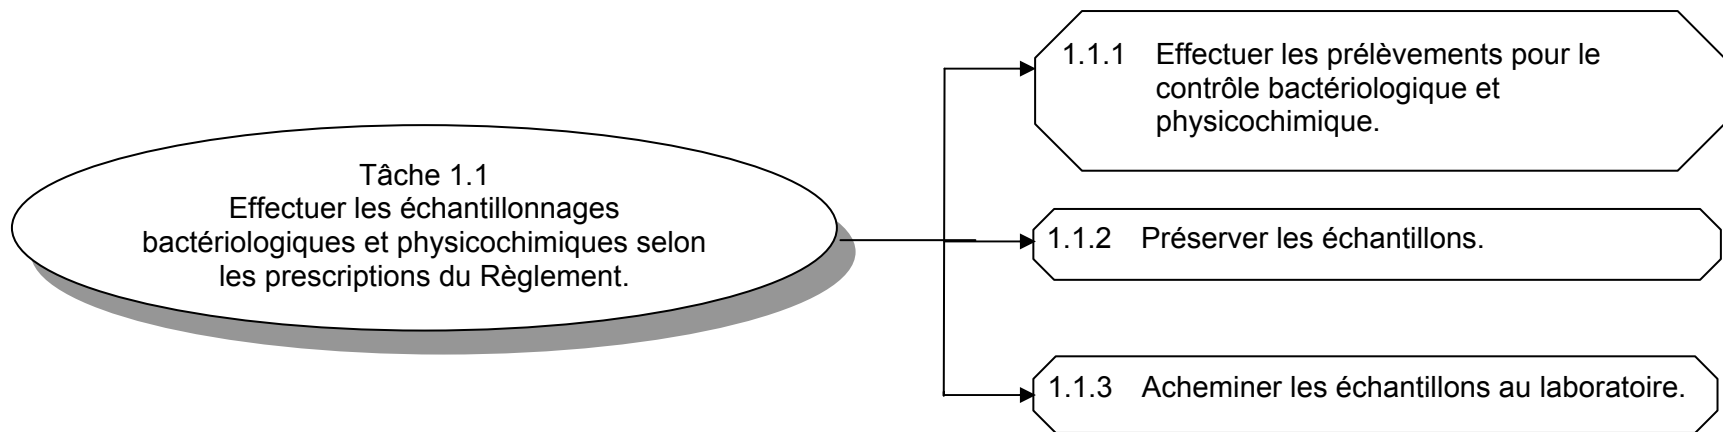 Tâche 1.1
Effectuer les échantillonnages
bactériologiques et physicochimiques selon
les prescriptions du Règlement.
1.1.1 Effectuer les prélèvements pour le
contrôle bactériologique et
physicochimique.
1.1.2 Préserver les échantillons.
1.1.3 Acheminer les échantillons au laboratoire.